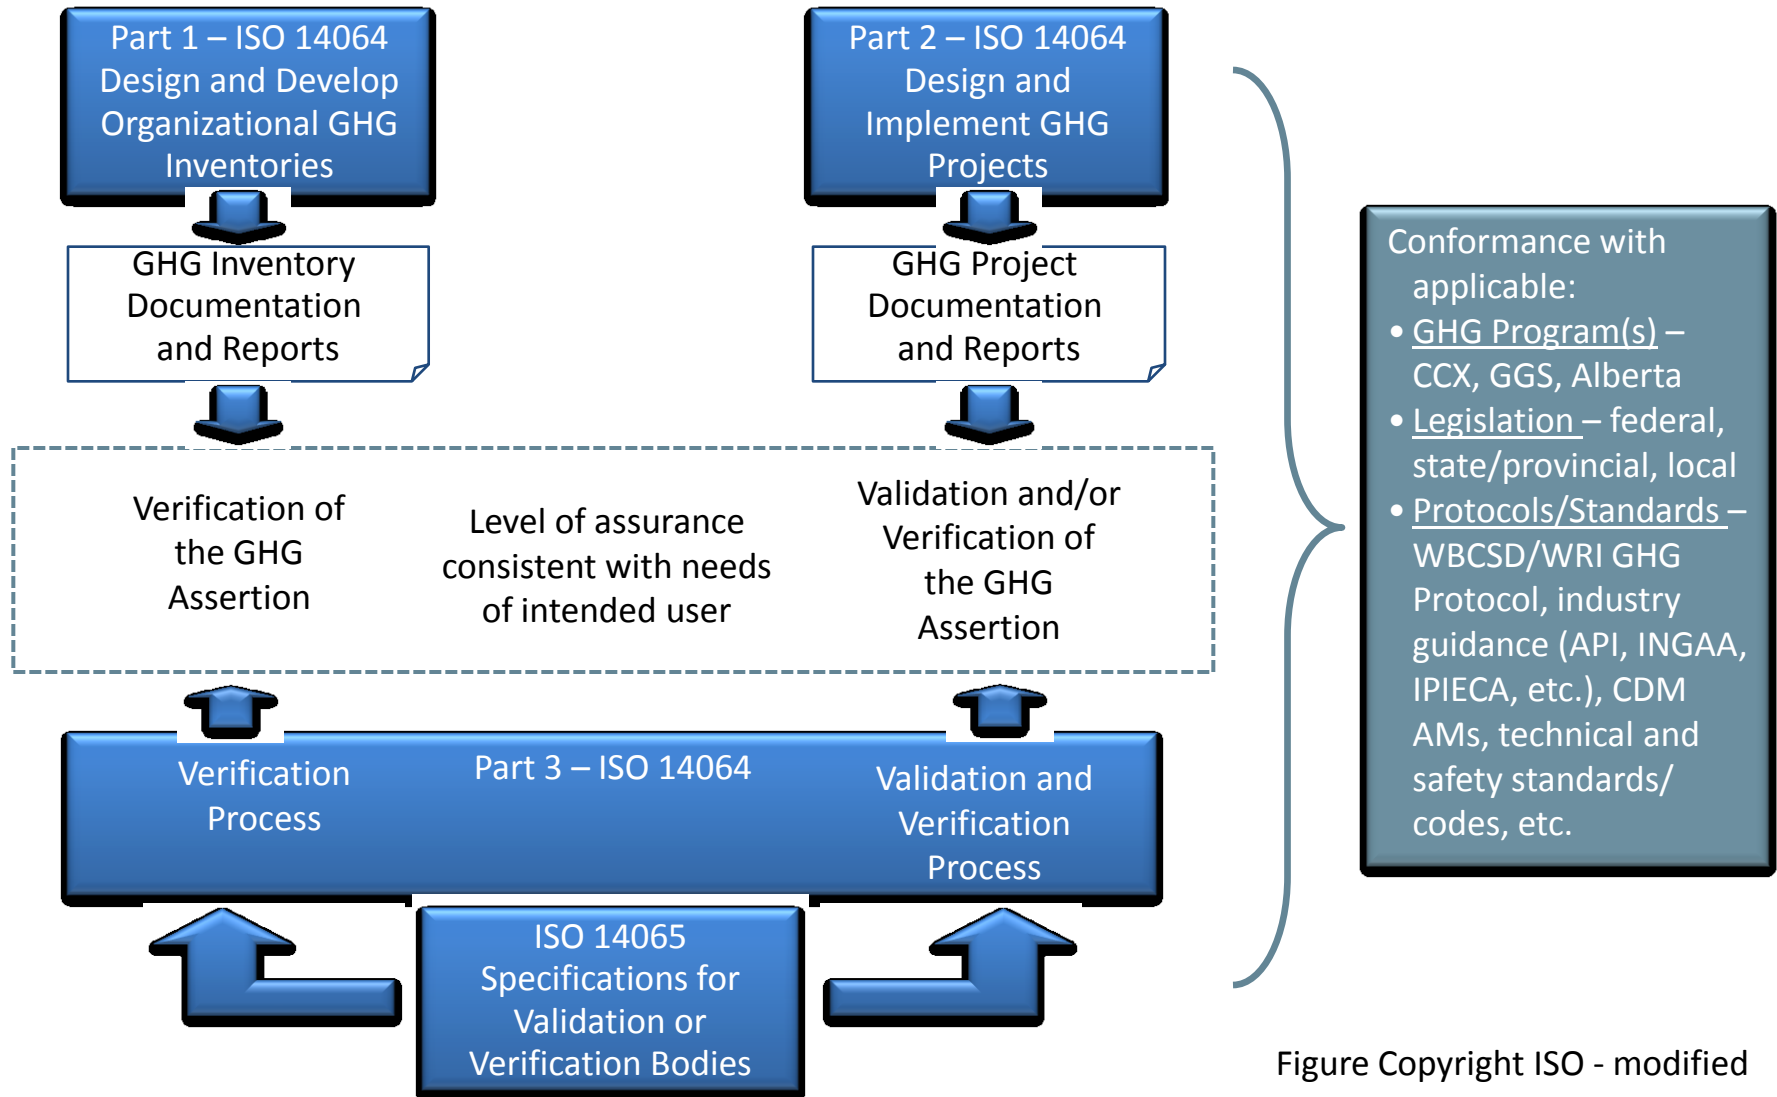 Part 1 – ISO 14064
Design and Develop
Organizational GHG
Inventories
Part 2 – ISO 14064
Design and
Implement GHG
Projects
GHG Inventory
Documentation
and Reports
GHG Project
Documentation
and Reports
Verification of
the GHG
Assertion
Level of assurance
consistent with needs
of intended user
Validation and/or
Verification of
the GHG
Assertion
Verification
Process
Part 3 – ISO 14064
Validation and
Verification
Process
ISO 14065
Specifications for
Validation or
Verification Bodies
Conformance with
applicable:
• GHG Program(s) –
CCX, GGS, Alberta
• Legislation – federal,
state/provincial, local
• Protocols/Standards –
WBCSD/WRI GHG
Protocol, industry
guidance (API, INGAA,
IPIECA, etc.), CDM
AMs, technical and
safety standards/
codes, etc.
Figure Copyright ISO - modified